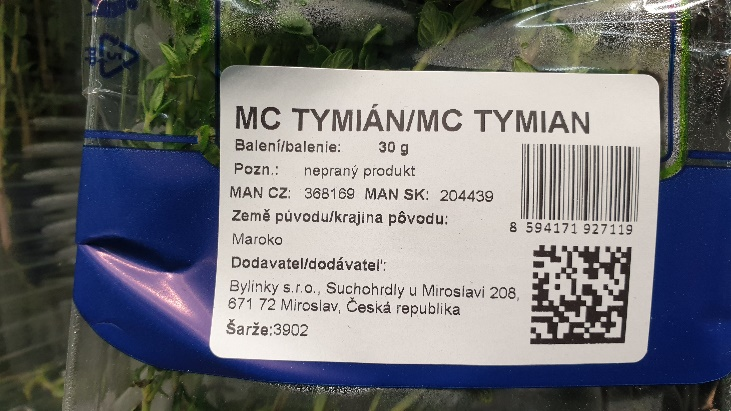 MC TYMIÁN/MC TYMIAN
Balení/balenie: 30 g
Pozn.: nepraný produkt
MAN CZ: 368169 MAN SK: 204439
Země původu/krajina pôvodu:
Maroko
Dodavatel/dodávateľ:
Bylinky s.r.o., Suchohrdly u Miroslavi 208,
671 72 Miroslav, Česká republika
Šarže:3902
8 594171 927119
5